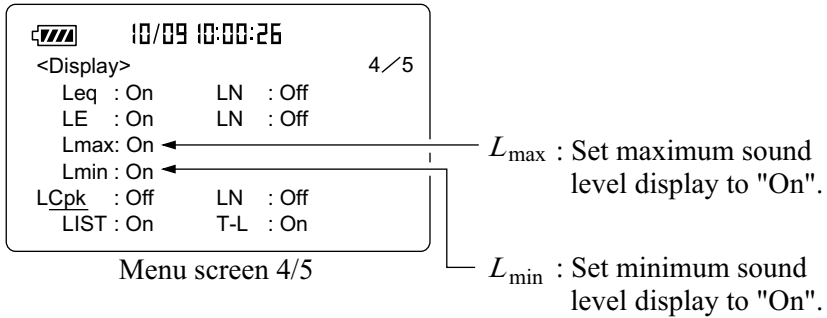 10/09 10:00:26
<Display> 4/5
Leq : On LN : Off
LE : On LN : Off
Lmax: On
Lmin : On
LCpk : Off LN : Off
LIST : On T-L : On
Menu screen 4/5
Lmax : Set maximum sound
level display to "On".
Lmin : Set minimum sound
level display to "On".